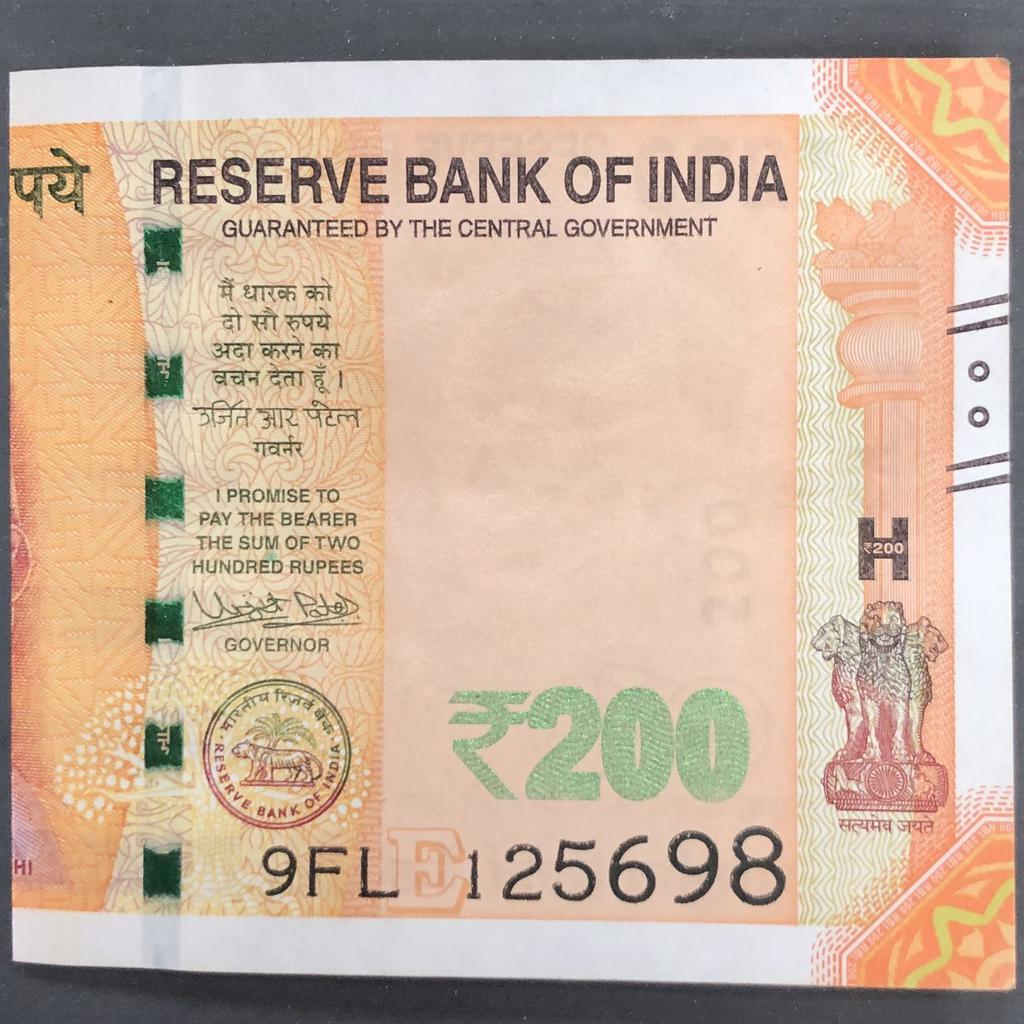 पये
RESERVE BANK OF INDIA
GUARANTEED BY THE CENTRAL GOVERNMENT
मैं धारक को
दो सौ रुपये
अदा करने का
वचन देता हूँ।
उर्जित आर पटेल
गवर्नर
I PROMISE TO
PAY THE BEARER
THE SUM OF TWO
HUNDRED RUPEES
Urjit Patel
GOVERNOR
भारतीय रिज़र्व बैंक
RESERVE BANK OF INDIA
₹200
200
₹200
सत्यमेव जयते
E
9FL 125698
HI